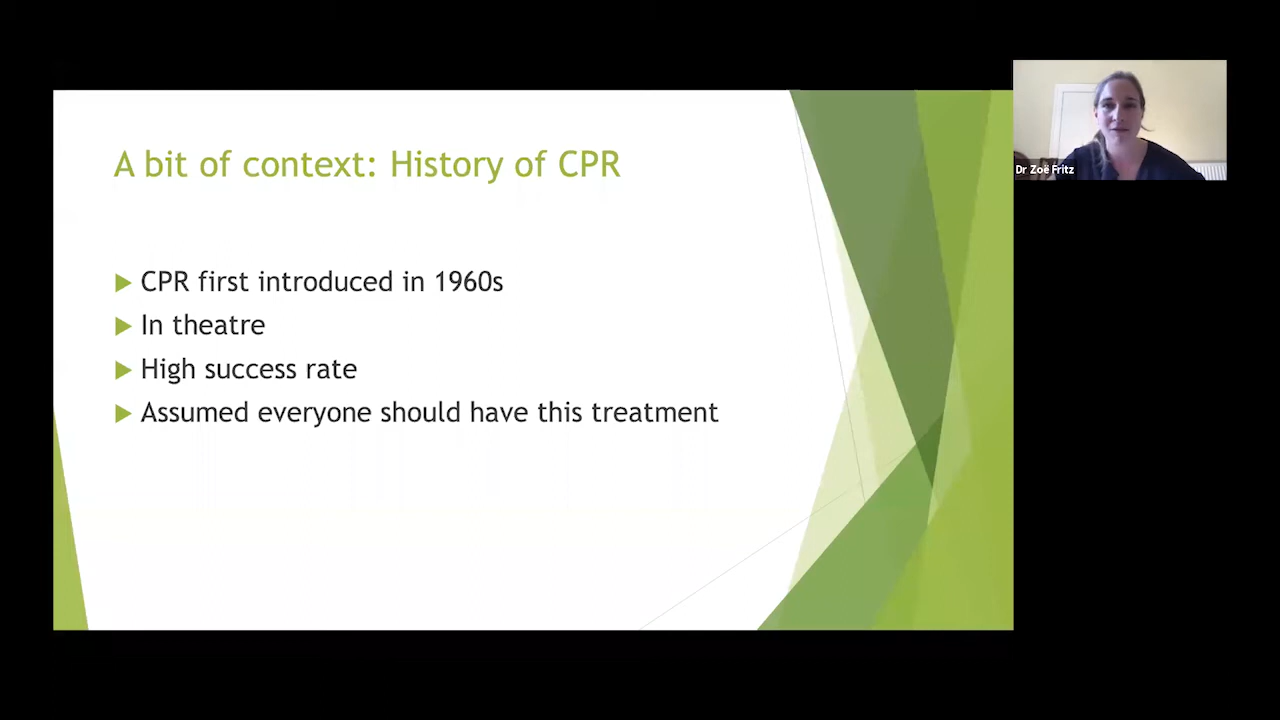 A bit of context: History of CPR
CPR first introduced in 1960s
In theatre
High success rate
Assumed everyone should have this treatment
Dr Zoë Fritz